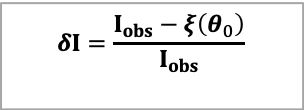 δI = (I_obs − ξ(θ_0)) / I_obs